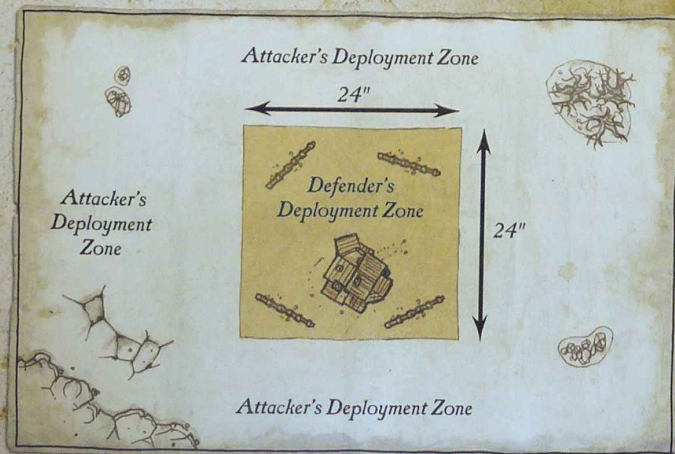 Attacker's Deployment Zone
24"
Defender's
Deployment Zone
Attacker's
Deployment
Zone
24"
Attacker's Deployment Zone